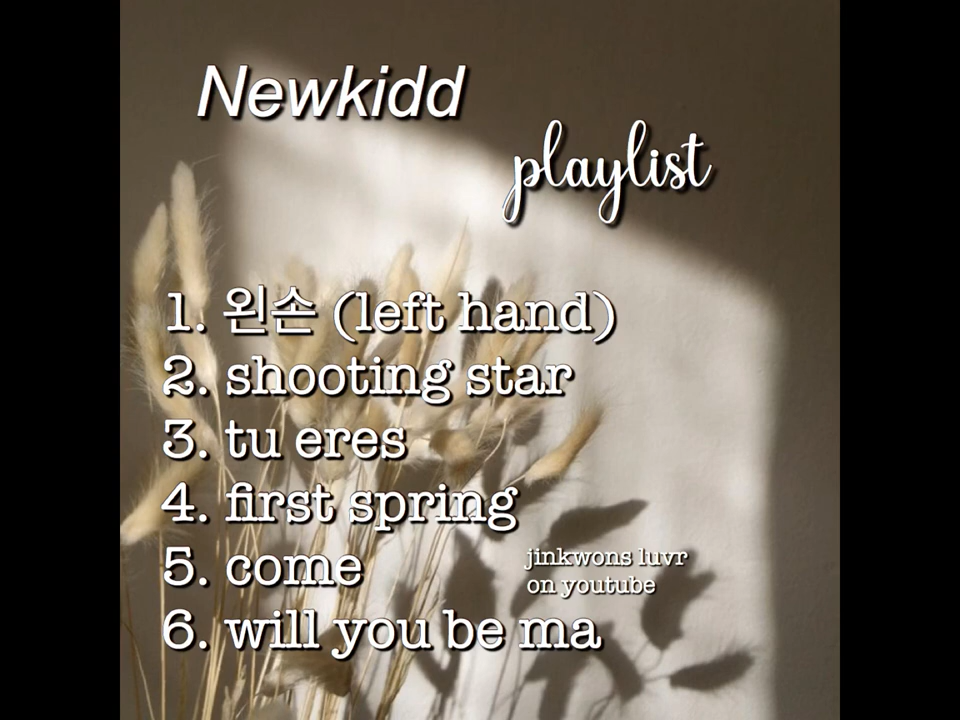 Newkidd
playlist
1. 왼손 (left hand)
2. shooting star
3. tu eres
4. first spring
5. come
6. will you be ma
jinkwons luvr
on youtube